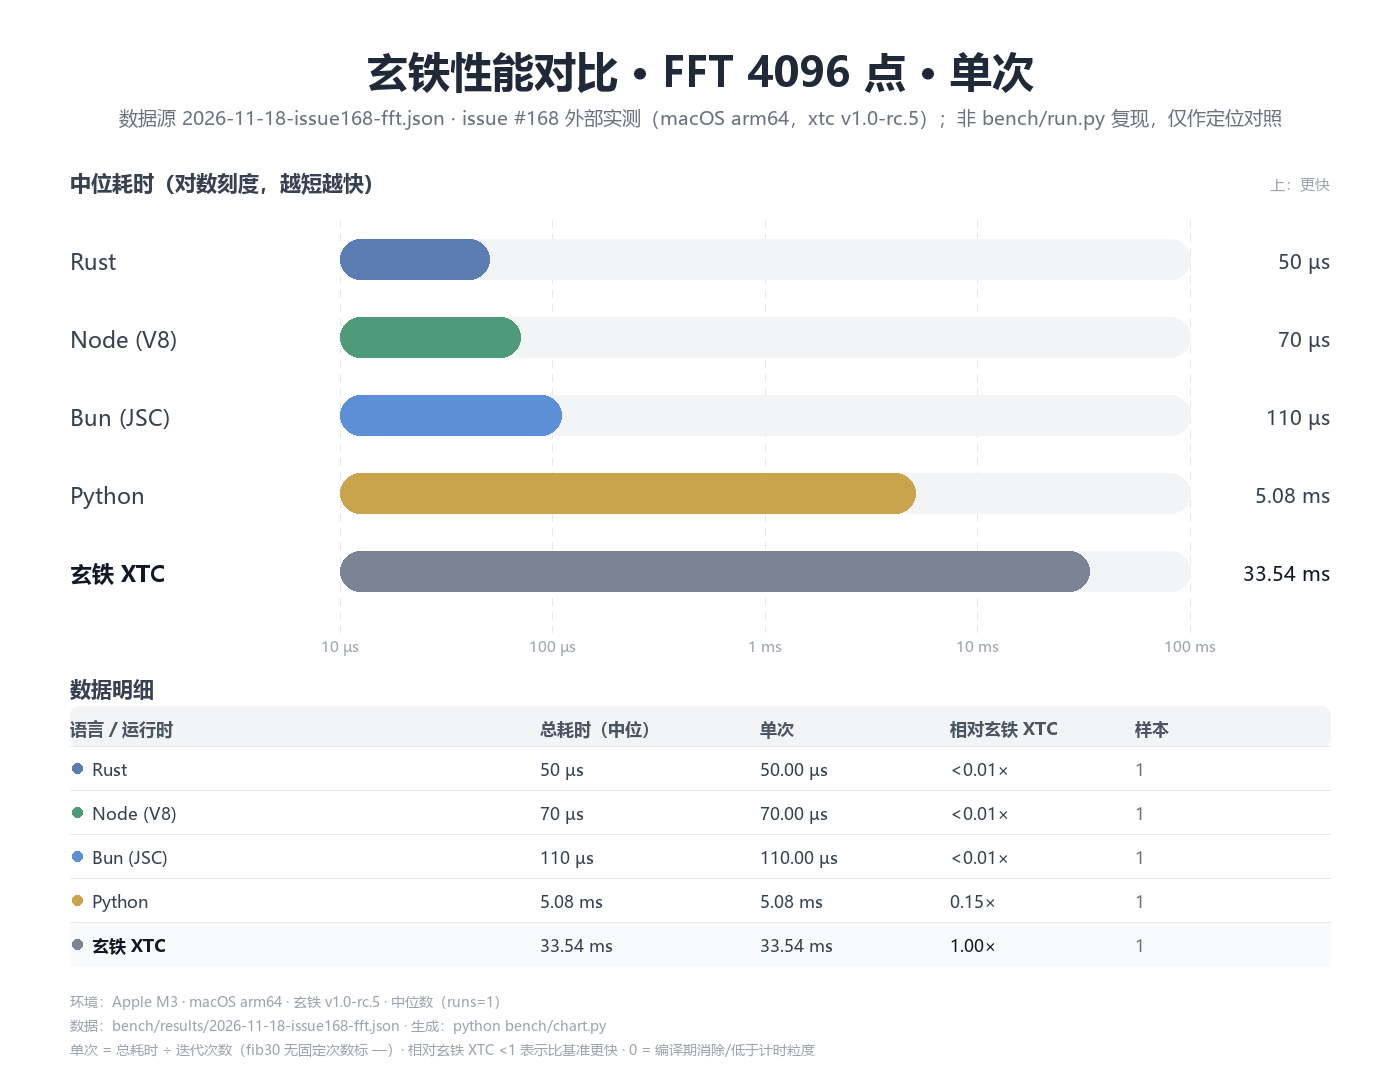 玄铁性能对比 • FFT 4096 点 • 单次
数据源 2026-11-18-issue168-fft.json · issue #168 外部实测（macOS arm64，xtc v1.0-rc.5）；非 bench/run.py 复现，仅作定位对照
中位耗时（对数刻度，越短越快） 上：更快
Rust 50 µs
Node (V8) 70 µs
Bun (JSC) 110 µs
Python 5.08 ms
玄铁 XTC 33.54 ms
10 µs 100 µs 1 ms 10 ms 100 ms
数据明细
语言 / 运行时 总耗时（中位） 单次 相对玄铁 XTC 样本
Rust 50 µs 50.00 µs <0.01× 1
Node (V8) 70 µs 70.00 µs <0.01× 1
Bun (JSC) 110 µs 110.00 µs <0.01× 1
Python 5.08 ms 5.08 ms 0.15× 1
玄铁 XTC 33.54 ms 33.54 ms 1.00× 1
环境：Apple M3 · macOS arm64 · 玄铁 v1.0-rc.5 · 中位数（runs=1）
数据：bench/results/2026-11-18-issue168-fft.json · 生成：python bench/chart.py
单次 = 总耗时 ÷ 迭代次数（fib30 无固定次数标 —）· 相对玄铁 XTC <1 表示比基准更快 · 0 = 编译期消除/低于计时粒度